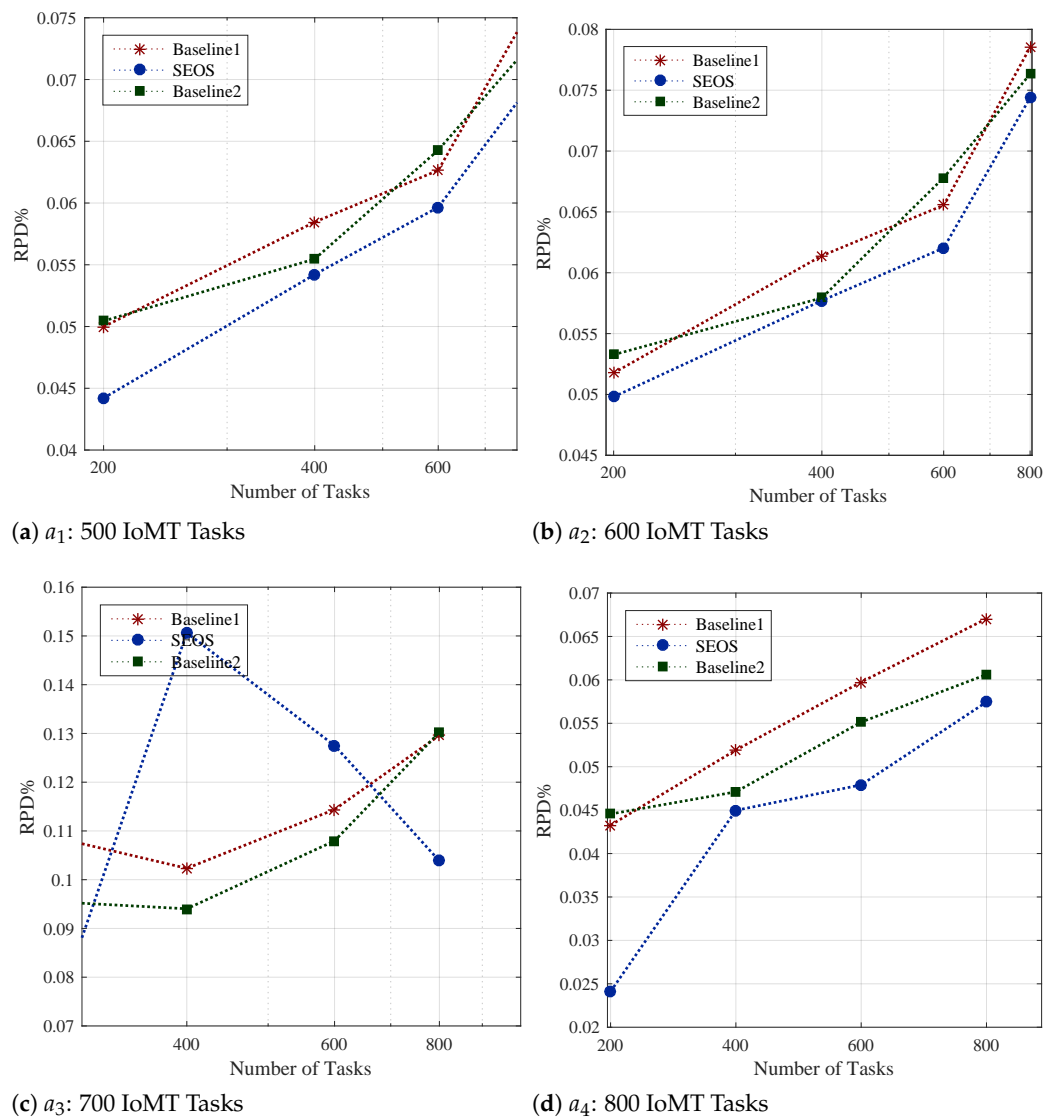 0.075
0.07
0.065
0.06
0.055
0.05
0.045
0.04
RPD%
Baseline1
SEOS
Baseline2
200
400
600
Number of Tasks
(a) a1: 500 IoMT Tasks
0.08
0.075
0.07
0.065
0.06
0.055
0.05
0.045
RPD%
Baseline1
SEOS
Baseline2
200
400
600
800
Number of Tasks
(b) a2: 600 IoMT Tasks
0.16
0.15
0.14
0.13
0.12
0.11
0.1
0.09
0.08
0.07
RPD%
Baseline1
SEOS
Baseline2
400
600
800
Number of Tasks
(c) a3: 700 IoMT Tasks
0.07
0.065
0.06
0.055
0.05
0.045
0.04
0.035
0.03
0.025
0.02
RPD%
Baseline1
SEOS
Baseline2
200
400
600
800
Number of Tasks
(d) a4: 800 IoMT Tasks